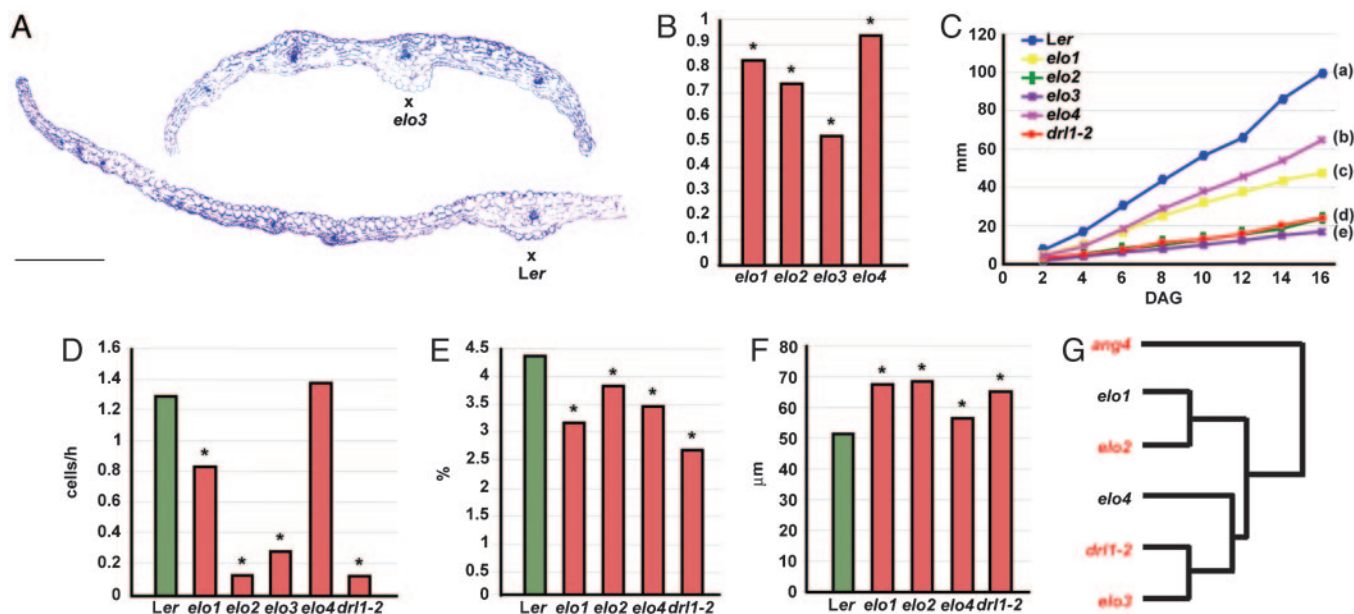 A
x
elo3
x
Ler
B
1
0.9
0.8
0.7
0.6
0.5
0.4
0.3
0.2
0.1
0
*
*
*
*
elo1 elo2 elo3 elo4
C
120
100
80
60
40
20
0
mm
Ler
elo1
elo2
elo3
elo4
drl1-2
(a)
(b)
(c)
(d)
(e)
0 2 4 6 8 10 12 14 16
DAG
D
1.6
1.4
1.2
1
0.8
0.6
0.4
0.2
0
cells/h
*
*
*
*
Ler elo1 elo2 elo3 elo4 drl1-2
E
4.5
4
3.5
3
2.5
2
1.5
1
0.5
0
%
*
*
*
*
Ler elo1 elo2 elo4 drl1-2
F
80
70
60
50
40
30
20
10
0
µm
*
*
*
*
Ler elo1 elo2 elo4 drl1-2
G
ang4
elo1
elo2
elo4
drl1-2
elo3